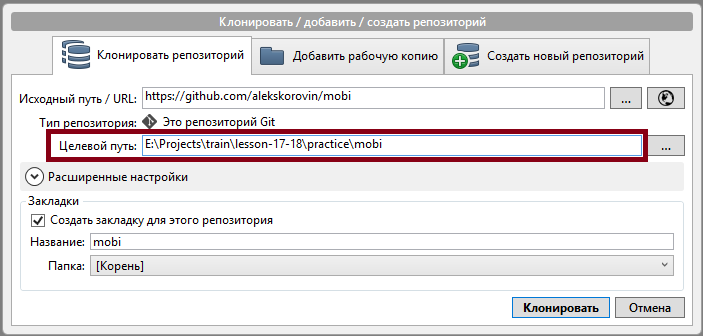 Клонировать / добавить / создать репозиторий
Клонировать репозиторий
Добавить рабочую копию
Создать новый репозиторий
Исходный путь / URL: https://github.com/alekskorovin/mobi ...
Тип репозитория: Это репозиторий Git
Целевой путь: E:\Projects\train\lesson-17-18\practice\mobi ...
Расширенные настройки
Закладки
Создать закладку для этого репозитория
Название: mobi
Папка: [Корень]
Клонировать Отмена